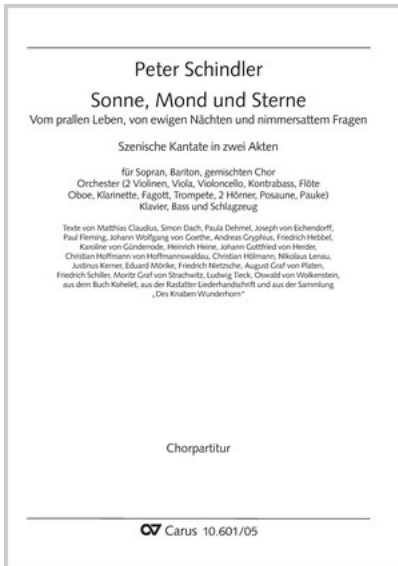 Peter Schindler
Sonne, Mond und Sterne
Vom prallen Leben, von ewigen Nächten und nimmersattem Fragen
Szenische Kantate in zwei Akten
für Sopran, Bariton, gemischten Chor
Orchester (2 Violinen, Viola, Violoncello, Kontrabass, Flöte
Oboe, Klarinette, Fagott, Trompete, 2 Hörner, Posaune, Pauke)
Klavier, Bass und Schlagzeug
Texte von Matthias Claudius, Simon Dach, Paula Dehmel, Joseph von Eichendorff,
Paul Fleming, Johann Wolfgang von Goethe, Andreas Gryphius, Friedrich Hebbel,
Karoline von Günderrode, Heinrich Heine, Johann Gottfried von Herder,
Christian Hoffmann von Hoffmannswaldau, Christian Hölmann, Nikolaus Lenau,
Justinus Kerner, Eduard Mörike, Friedrich Nietzsche, August Graf von Platen,
Friedrich Schiller, Moritz Graf von Strachwitz, Ludwig Tieck, Oswald von Wolkenstein,
aus dem Buch Kohelet, aus der Rastatter Liederhandschrift und aus der Sammlung
„Des Knaben Wunderhorn“
Chorpartitur
Carus 10.601/05